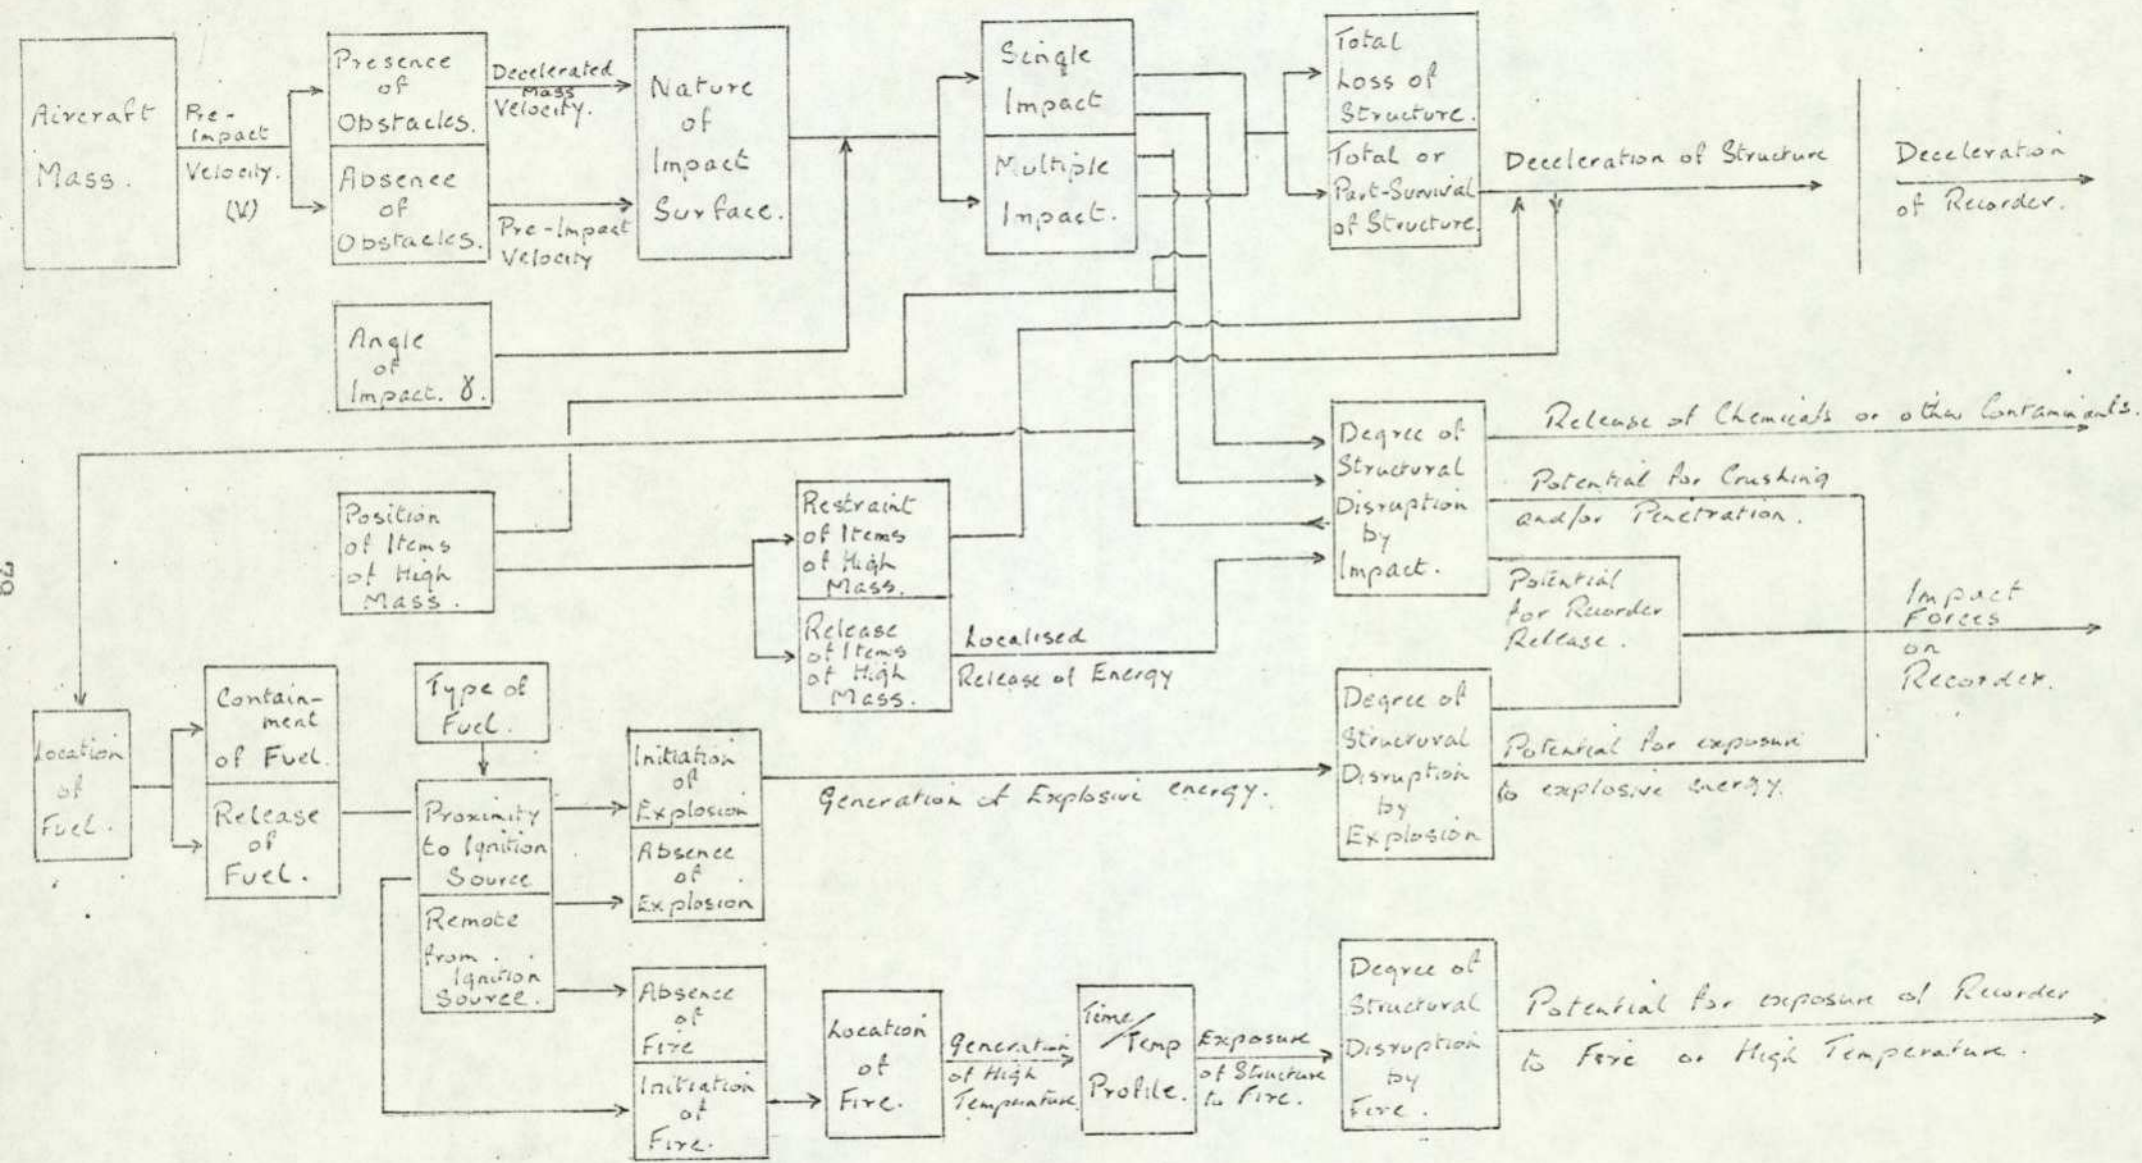 Aircraft
Mass.
Pre-
Impact
Velocity.
(V)
Presence
of
Obstacles.
Absence
of
Obstacles.
Decelerated
Mass
Velocity.
Pre-Impact
Velocity
Nature
of
Impact
Surface.
Single
Impact
Multiple
Impact.
Total
Loss of
Structure.
Total or
Part-Survival
of Structure.
Deceleration of Structure
Deceleration
of Recorder.
Angle
of
Impact. γ.
Position
of Items
of High
Mass.
Restraint
of Items
of High
Mass.
Release
of Items
of High
Mass.
Localised
Release of Energy
Degree of
Structural
Disruption
by
Impact.
Release of Chemicals or other Contaminants.
Potential for Crushing
and/or Penetration.
Potential
for Recorder
Release.
Impact
Forces
on
Recorder.
79
Location
of
Fuel.
Contain-
ment
of Fuel.
Release
of
Fuel.
Type of
Fuel.
Proximity
to Ignition
Source
Remote
from
Ignition
Source.
Initiation
of
Explosion
Absence
of
Explosion
Generation of Explosive energy.
Degree of
Structural
Disruption
by
Explosion
Potential for exposure
to explosive energy.
Absence
of
Fire
Initiation
of
Fire.
Location
of
Fire.
Generation
of High
Temperature
Time/
Temp
Profile.
Exposure
of Structure
to Fire.
Degree of
Structural
Disruption
by
Fire.
Potential for exposure of Recorder
to Fire or High Temperature.